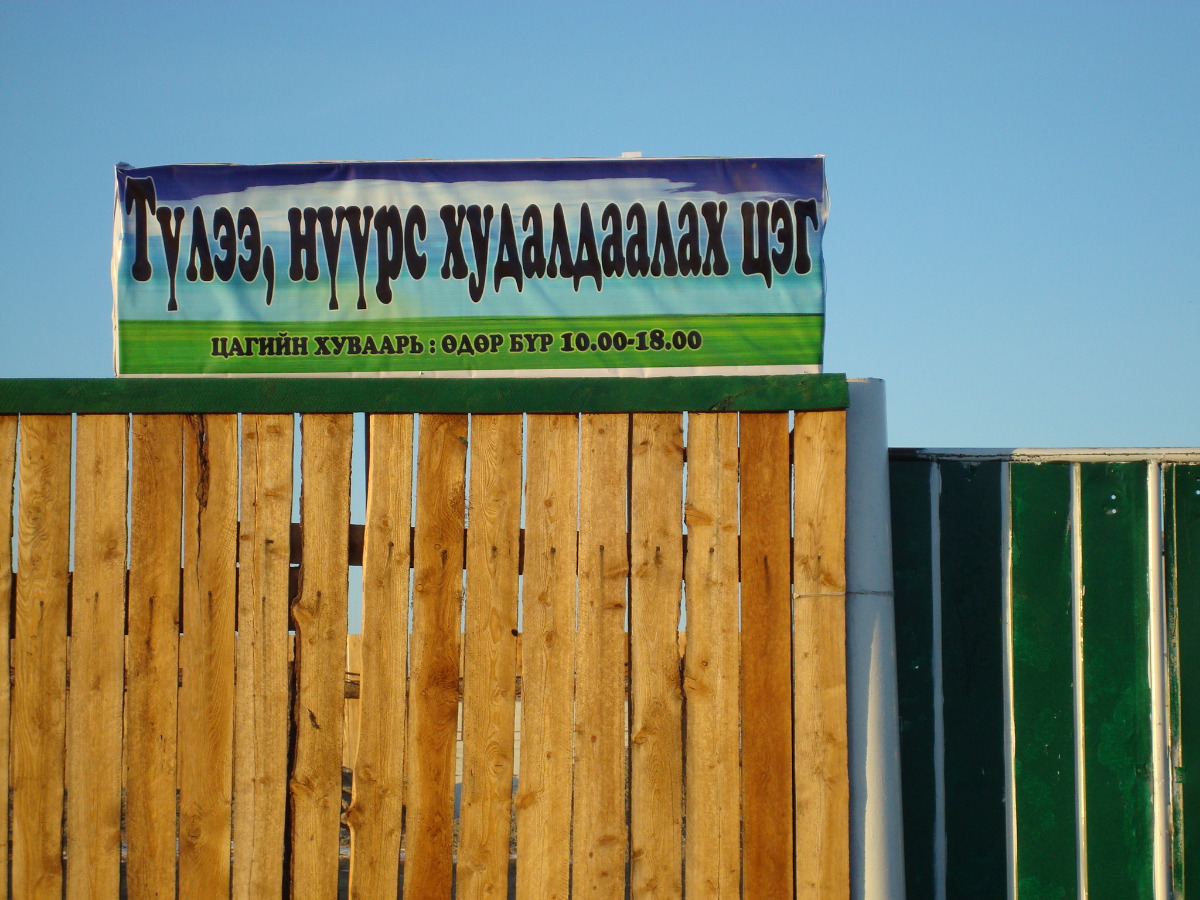 Түлээ, нүүрс худалдаалах цэг
ЦАГИЙН ХУВААРЬ : ӨДӨР БҮР 10.00-18.00